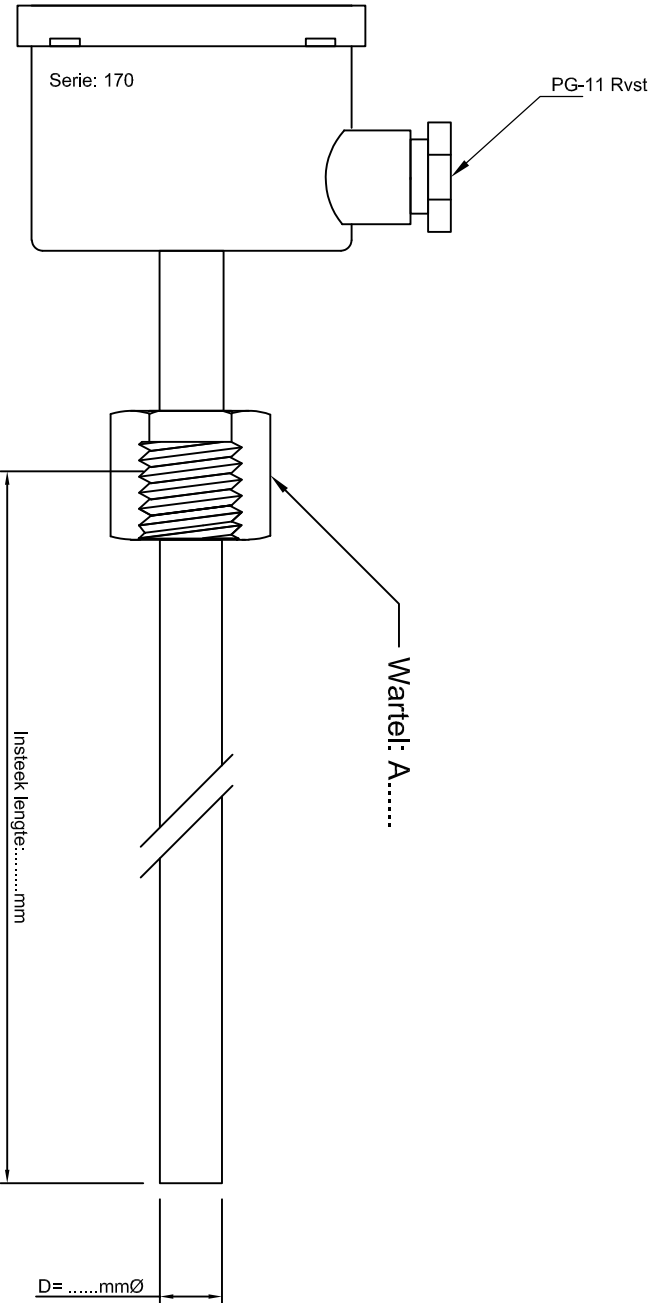 Serie: 170
PG-11 Rvst
Wartel: A......
Insteek lengte:........mm
D= ......mmØ